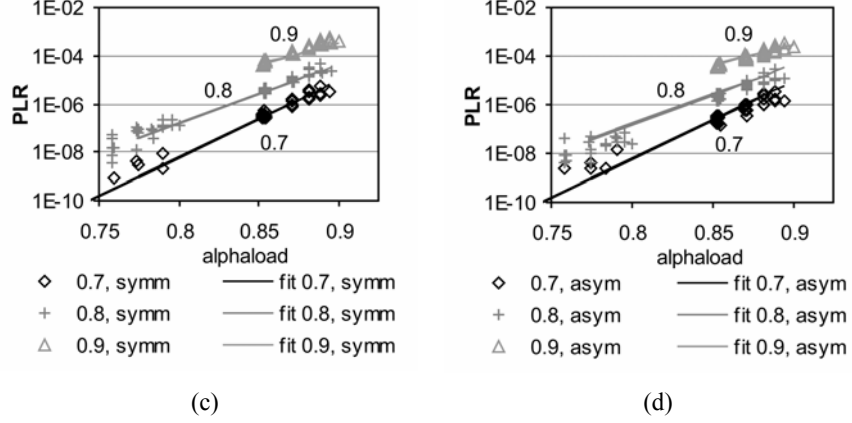 1E-02
1E-04
1E-06
1E-08
1E-10
PLR
0.9
0.8
0.7
0.75 0.8 0.85 0.9
alphaload
0.7, symm fit 0.7, symm
0.8, symm fit 0.8, symm
0.9, symm fit 0.9, symm
(c)
1E-02
1E-04
1E-06
1E-08
1E-10
PLR
0.9
0.8
0.7
0.75 0.8 0.85 0.9
alphaload
0.7, asym fit 0.7, asym
0.8, asym fit 0.8, asym
0.9, asym fit 0.9, asym
(d)